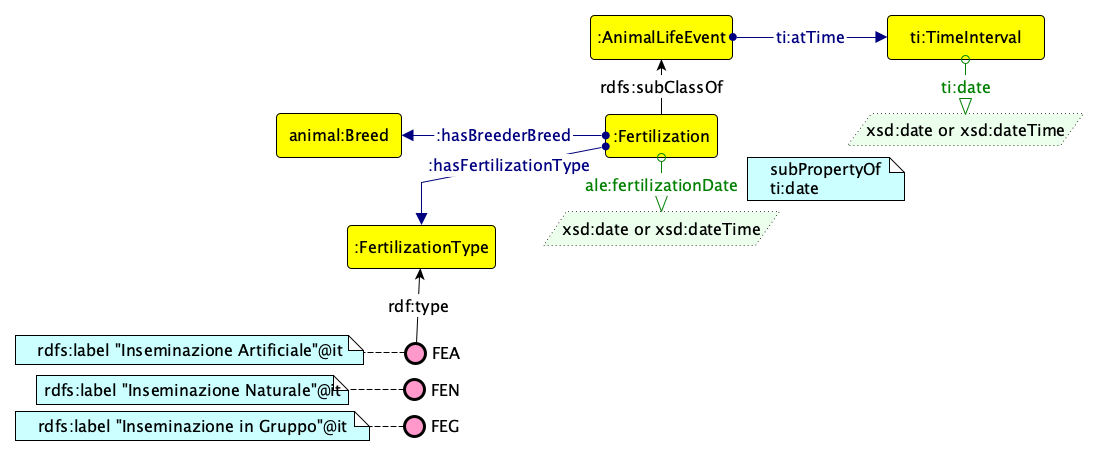 :AnimalLifeEvent
ti:atTime
ti:TimeInterval
rdfs:subClassOf
ti:date
xsd:date or xsd:dateTime
animal:Breed
:hasBreederBreed
:Fertilization
:hasFertilizationType
ale:fertilizationDate
subPropertyOf
ti:date
xsd:date or xsd:dateTime
:FertilizationType
rdf:type
rdfs:label "Inseminazione Artificiale"@it
FEA
rdfs:label "Inseminazione Naturale"@it
FEN
rdfs:label "Inseminazione in Gruppo"@it
FEG